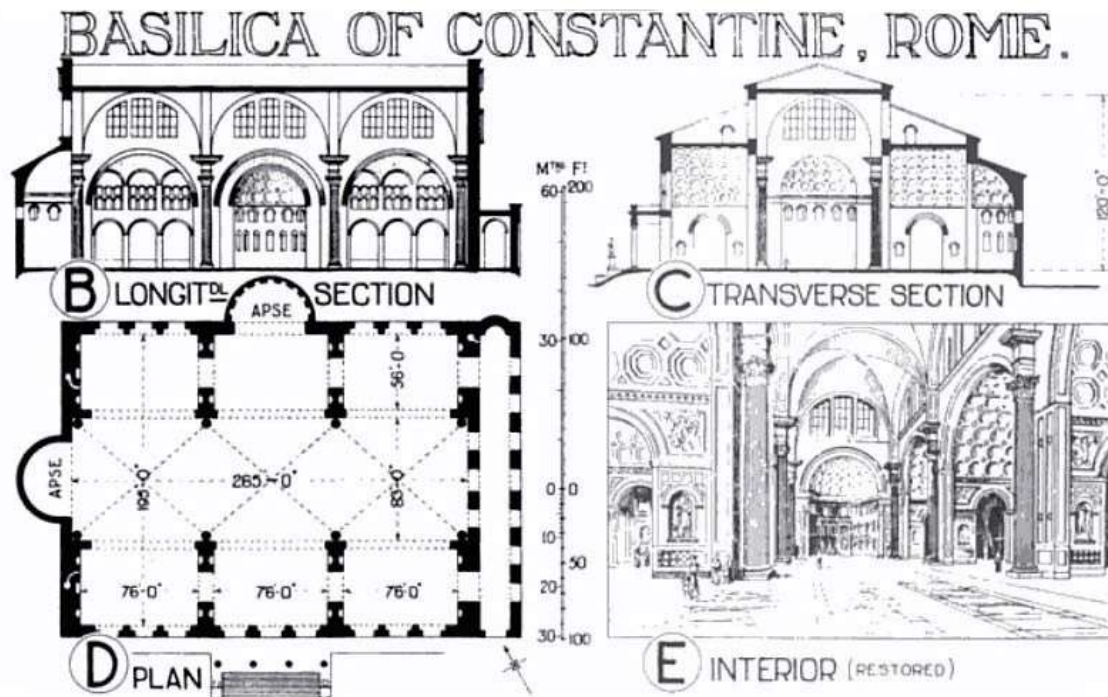 BASILICA OF CONSTANTINE, ROME.
MTRS FT
60 200
B LONGITDL SECTION
C TRANSVERSE SECTION
120'-0"
APSE
30 100
56'-0"
APSE
195'-0"
265'-0"
83'-0"
0 0
10
50
20
76'-0"
76'-0"
76'-0"
30 100
D PLAN
E INTERIOR (RESTORED)